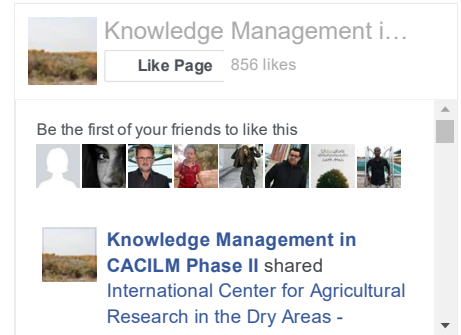 Knowledge Management i...
Like Page
856 likes
Be the first of your friends to like this
Knowledge Management in
CACILM Phase II shared
International Center for Agricultural
Research in the Dry Areas -